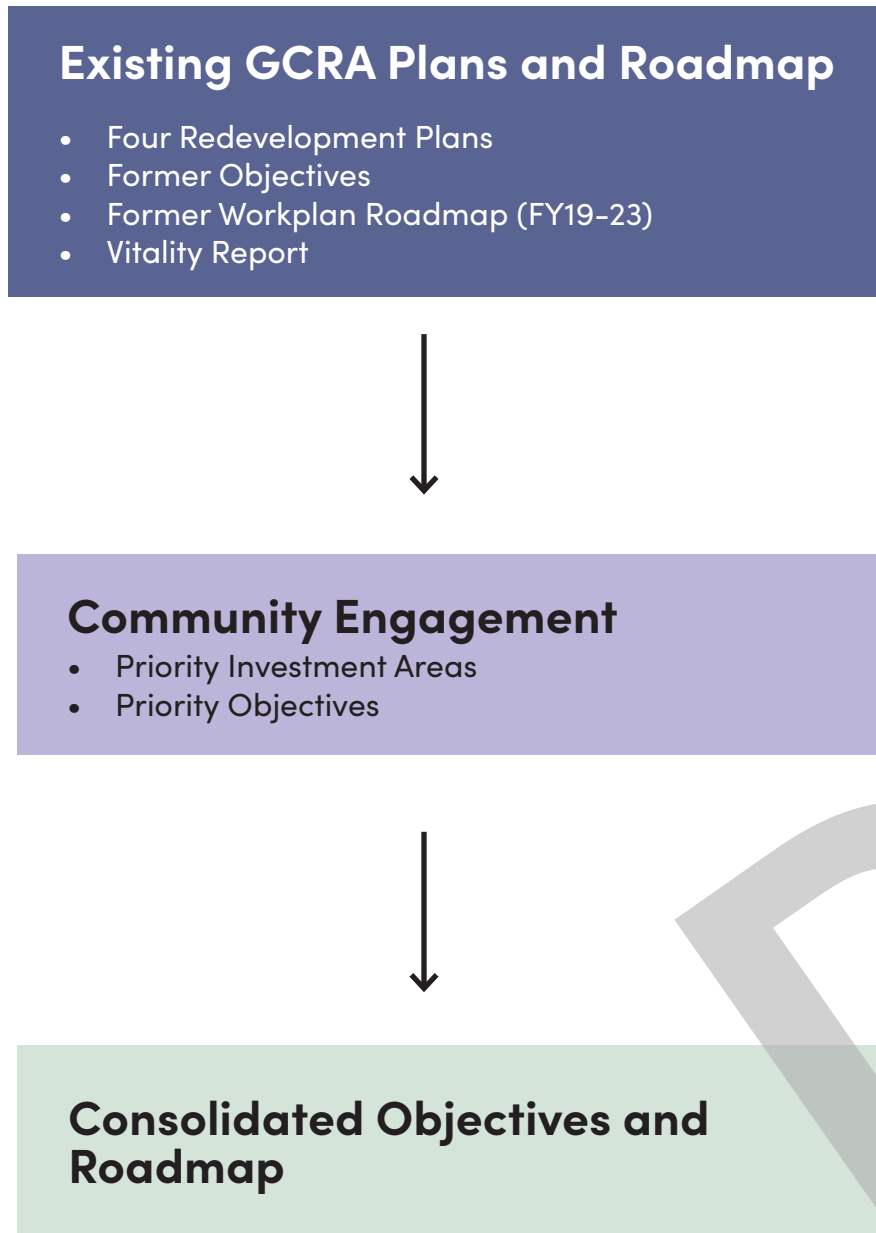 Existing GCRA Plans and Roadmap
• Four Redevelopment Plans
• Former Objectives
• Former Workplan Roadmap (FY19-23)
• Vitality Report
Community Engagement
• Priority Investment Areas
• Priority Objectives
Consolidated Objectives and
Roadmap